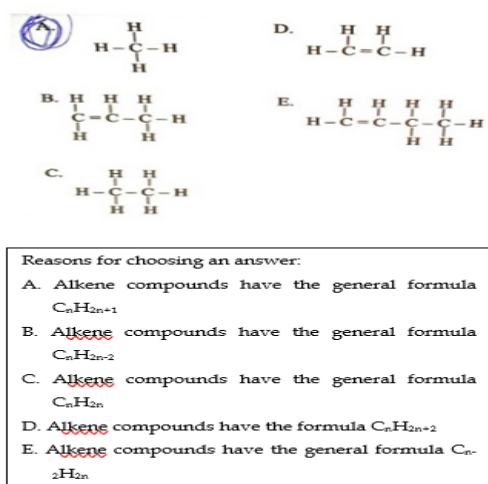 A.
H
H-C-H
H
B. H H H
C=C-C-H
H H
C. H H
H-C-C-H
H H
D. H H
H-C=C-H
E. H H H H
H-C=C-C-C-H
H H
Reasons for choosing an answer:
A. Alkene compounds have the general formula
CₙH₂ₙ₊₁
B. Alkene compounds have the general formula
CₙH₂ₙ₋₂
C. Alkene compounds have the general formula
CₙH₂ₙ
D. Alkene compounds have the formula CₙH₂ₙ₊₂
E. Alkene compounds have the general formula Cₙ₋
₂H₂ₙ